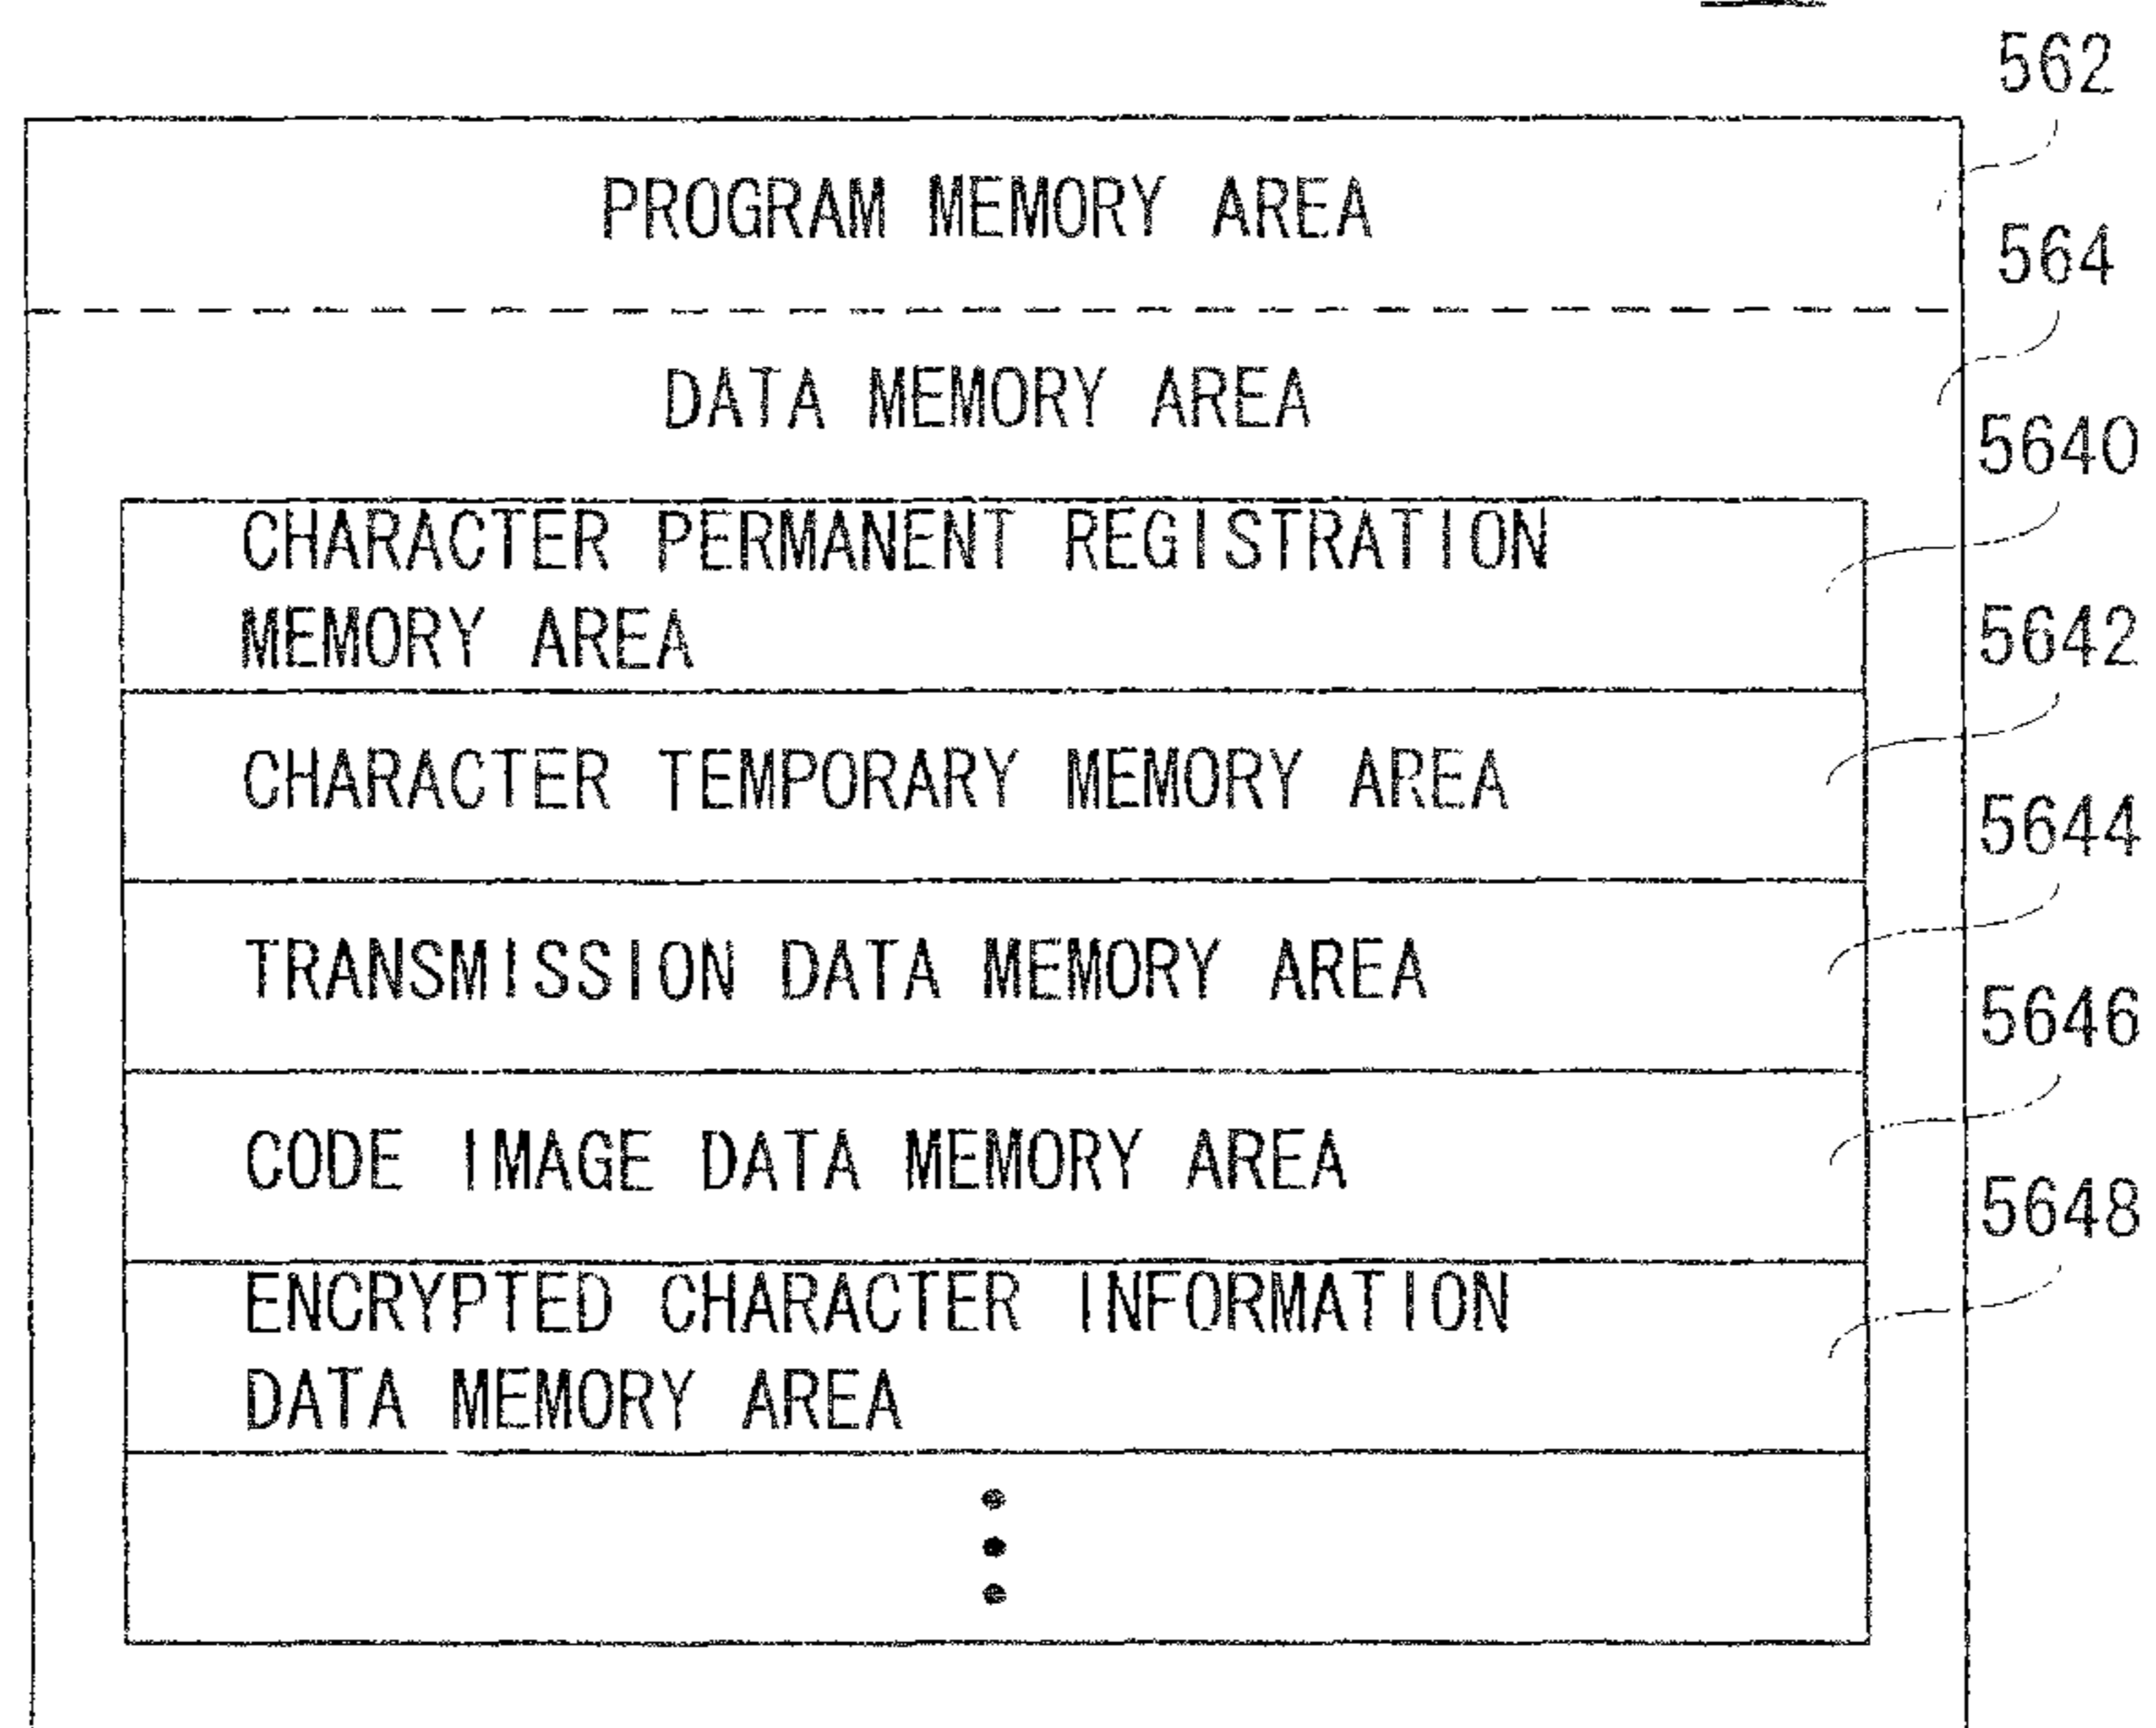 562
PROGRAM MEMORY AREA
564
DATA MEMORY AREA
5640
CHARACTER PERMANENT REGISTRATION
MEMORY AREA
5642
CHARACTER TEMPORARY MEMORY AREA
5644
TRANSMISSION DATA MEMORY AREA
5646
CODE IMAGE DATA MEMORY AREA
5648
ENCRYPTED CHARACTER INFORMATION
DATA MEMORY AREA